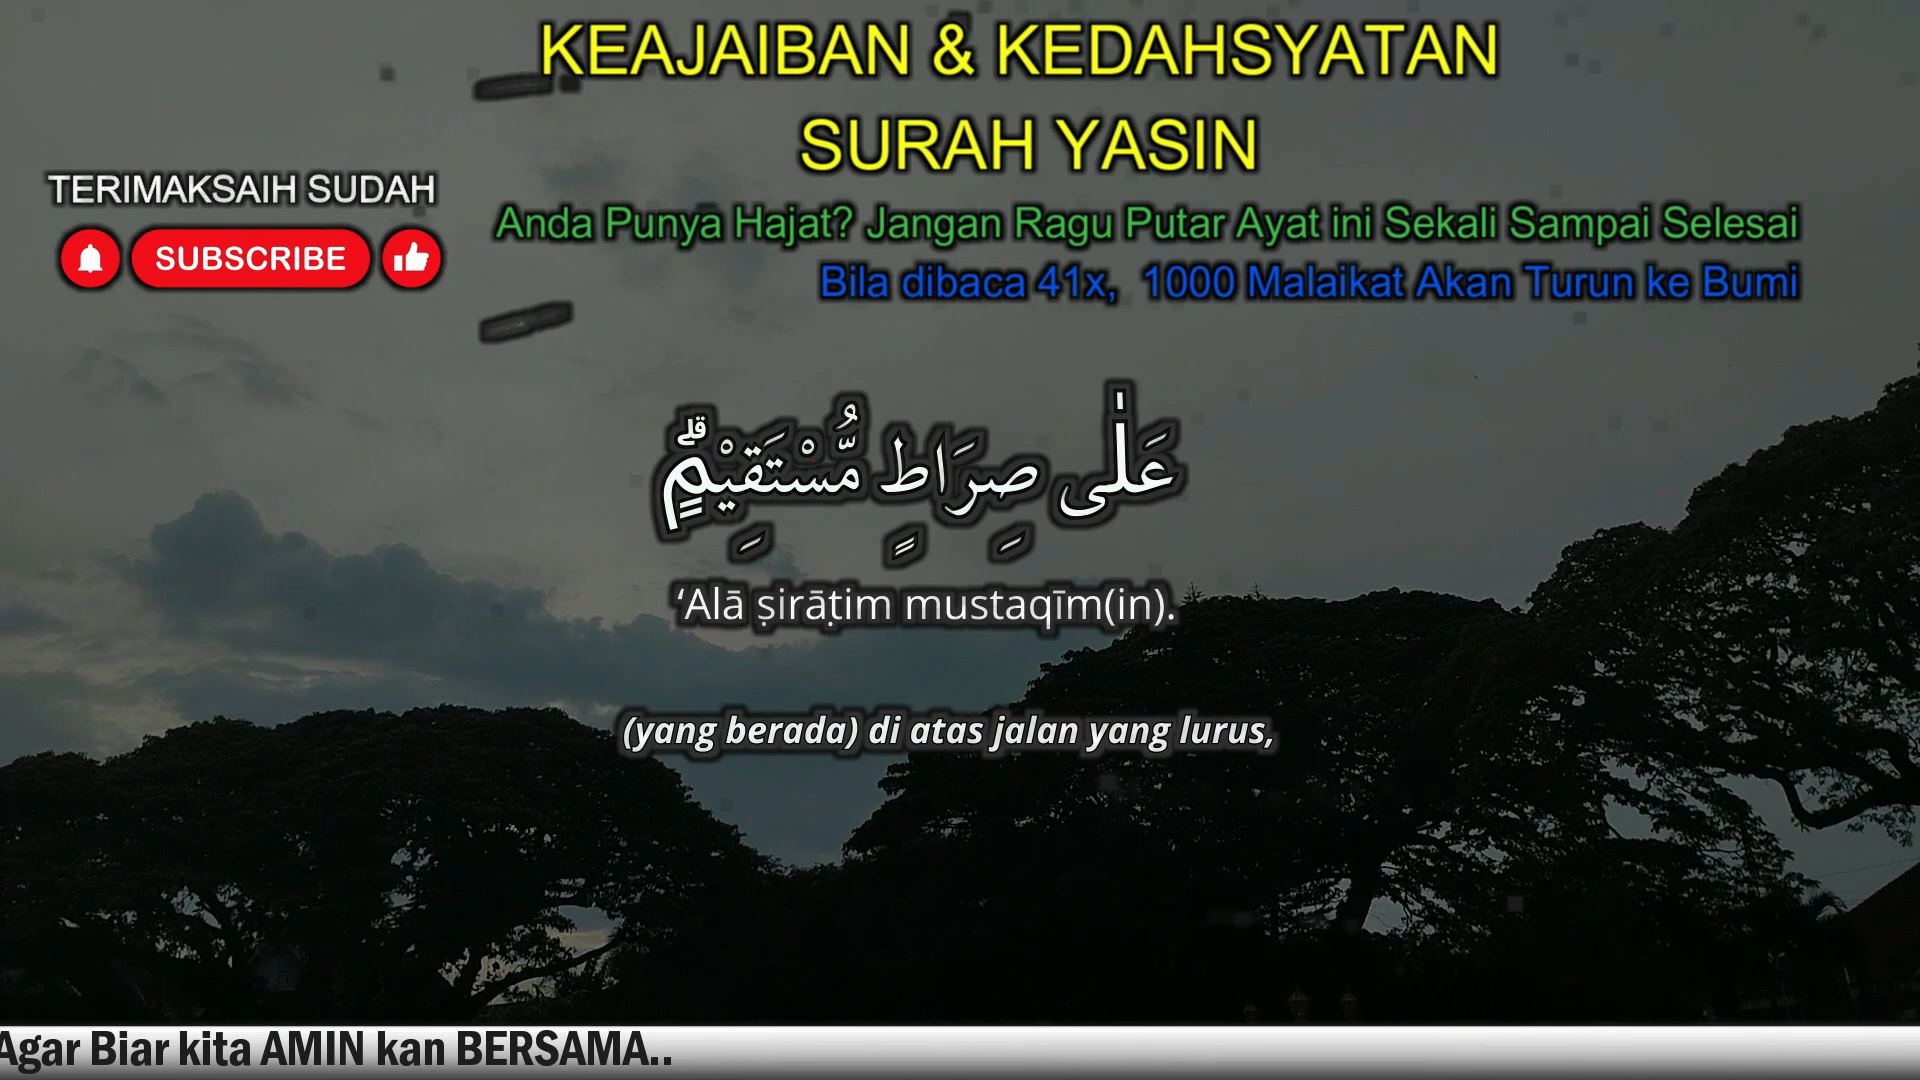 KEAJAIBAN & KEDAHSYATAN
SURAH YASIN
TERIMAKSAIH SUDAH
SUBSCRIBE
Anda Punya Hajat? Jangan Ragu Putar Ayat ini Sekali Sampai Selesai
Bila dibaca 41x, 1000 Malaikat Akan Turun ke Bumi
عَلٰى صِرَاطٍ مُّسْتَقِيْمٍۗ
‘Alā ṣirāṭim mustaqīm(in).
(yang berada) di atas jalan yang lurus,
Agar Biar kita AMIN kan BERSAMA..